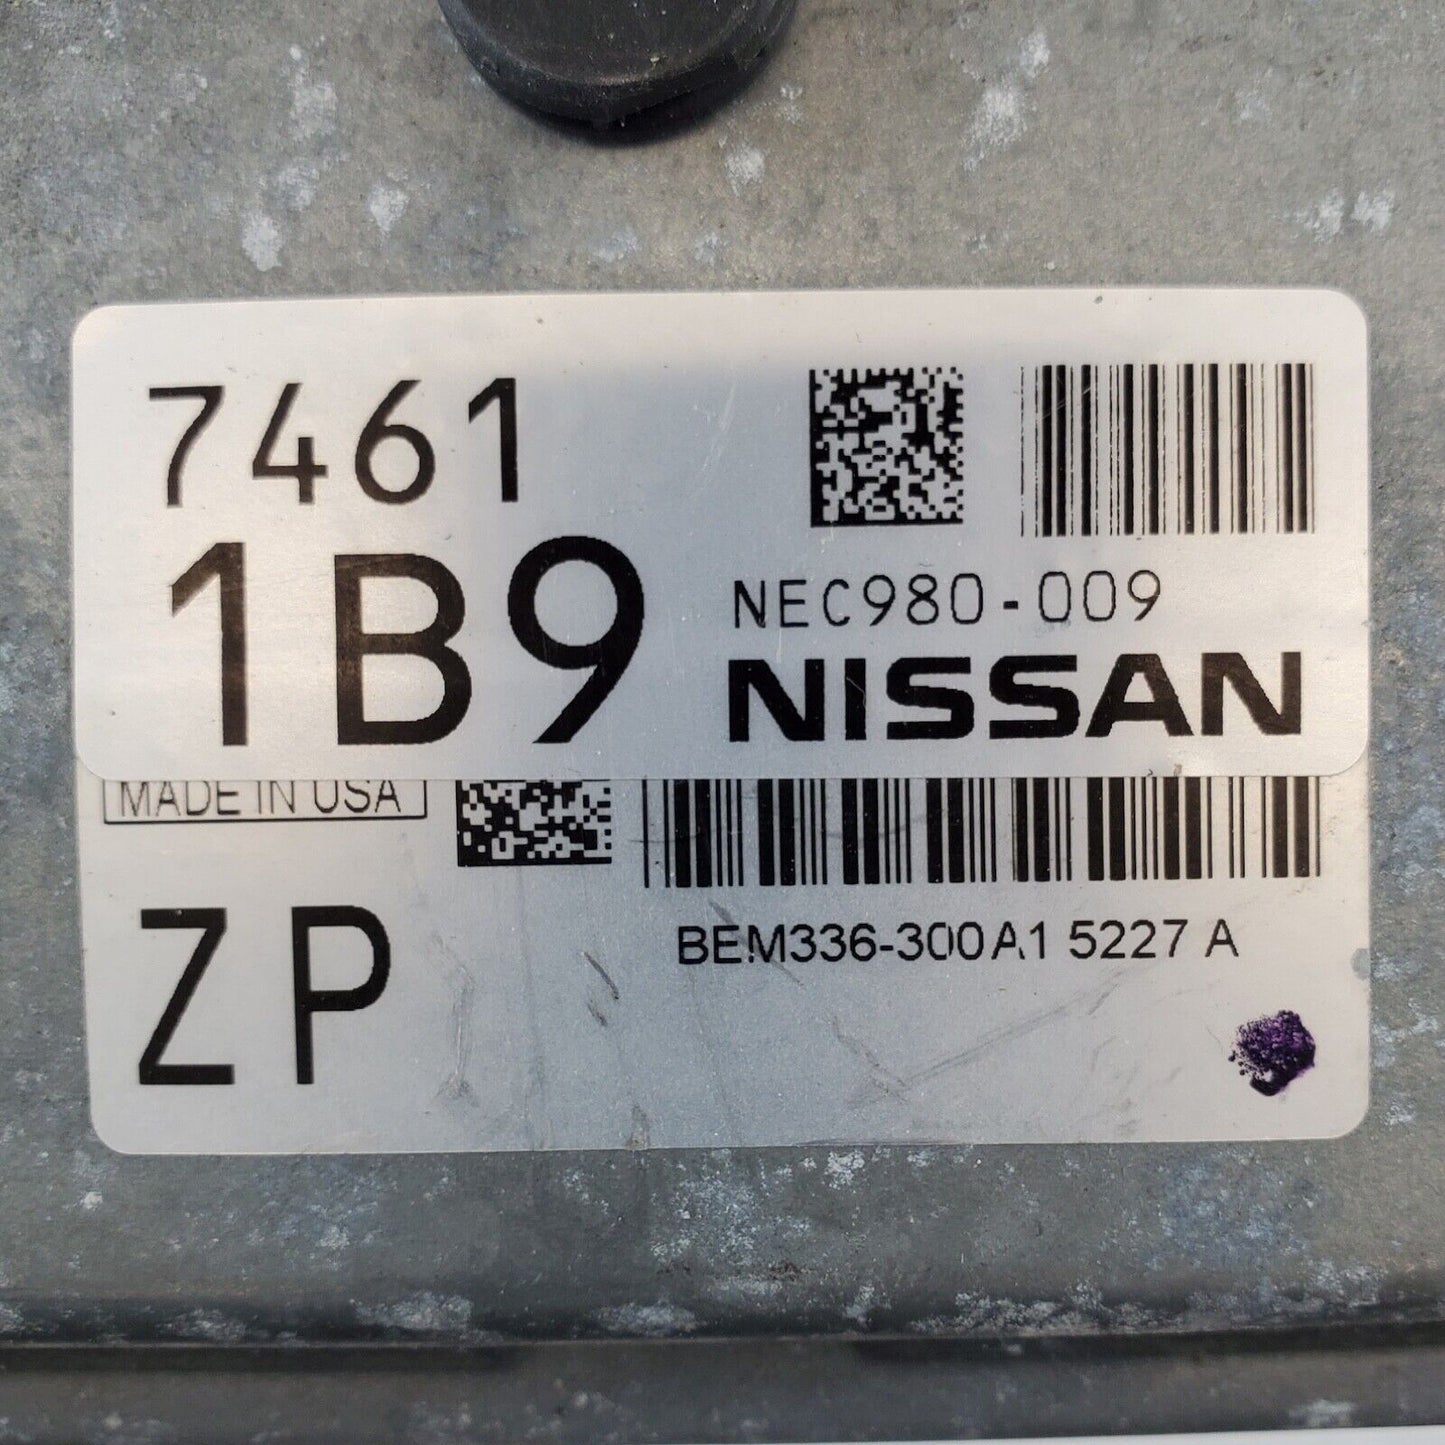 7461
1B9
NEC980-009
NISSAN
MADE IN USA
ZP
BEM336-300A1 5227 A